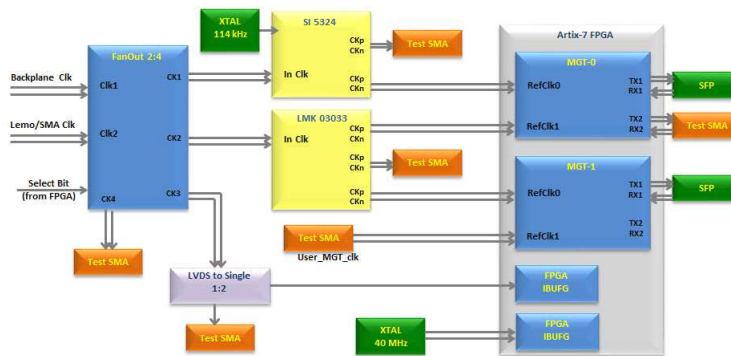 XTAL
114 kHz
SI 5324
CKp
CKn
Test SMA
In Clk
CKp
CKn
FanOut 2:4
Backplane Clk
Clk1
CK1
Lemo/SMA Clk
Clk2
CK2
Select Bit
(from FPGA)
CK4
CK3
Test SMA
LMK 03033
In Clk
CKp
CKn
CKp
CKn
Test SMA
CKp
CKn
Test SMA
User_MGT_clk
LVDS to Single
1:2
Test SMA
XTAL
40 MHz
Artix-7 FPGA
MGT-0
RefClk0
TX1
RX1
SFP
RefClk1
TX2
RX2
Test SMA
MGT-1
RefClk0
TX1
RX1
SFP
RefClk1
TX2
RX2
FPGA
IBUFG
FPGA
IBUFG